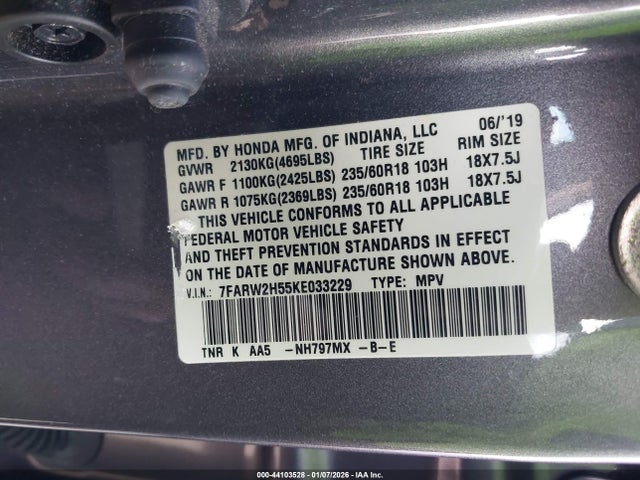 MFD. BY HONDA MFG. OF INDIANA, LLC 06/'19
GVWR 2130KG(4695LBS) TIRE SIZE RIM SIZE
GAWR F 1100KG(2425LBS) 235/60R18 103H 18X7.5J
GAWR R 1075KG(2369LBS) 235/60R18 103H 18X7.5J
THIS VEHICLE CONFORMS TO ALL APPLICABLE
FEDERAL MOTOR VEHICLE SAFETY
AND THEFT PREVENTION STANDARDS IN EFFECT
ON THE DATE OF MANUFACTURE SHOWN ABOVE.
V.I.N.: 7FARW2H55KE033229 TYPE: MPV
TNR K AA5 -NH797MX -B-E
000-44103528 - 01/07/2026 - IAA Inc.